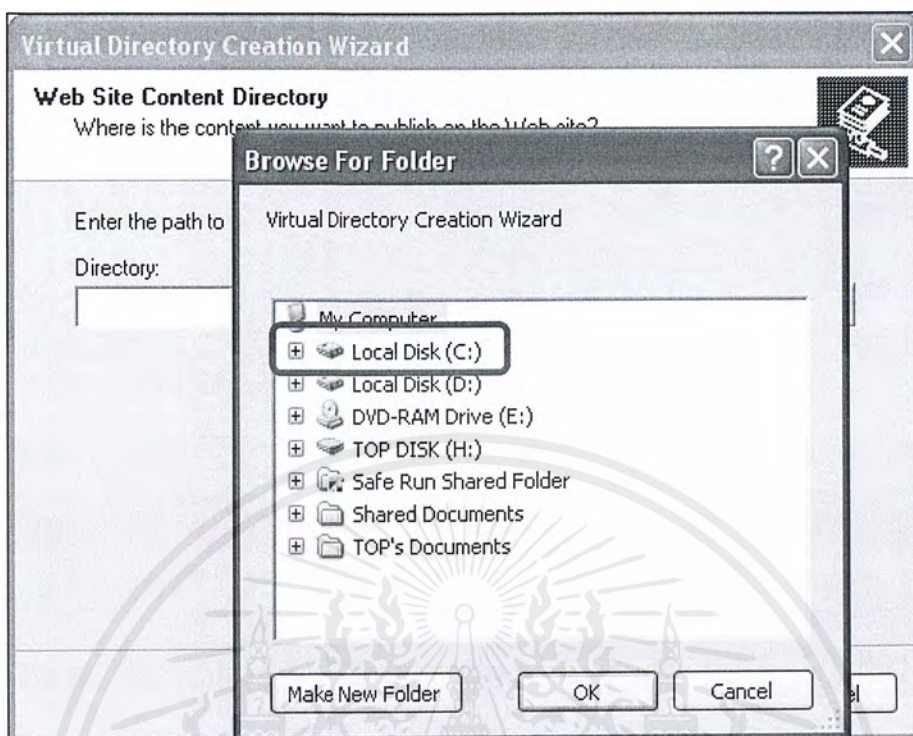 Virtual Directory Creation Wizard
Web Site Content Directory
Where is the content you want to publish on the Web site?
Browse For Folder
Enter the path to
Virtual Directory Creation Wizard
Directory:
My Computer
Local Disk (C:)
Local Disk (D:)
DVD-RAM Drive (E:)
TOP DISK (H:)
Safe Run Shared Folder
Shared Documents
TOP's Documents
Make New Folder
OK
Cancel
el